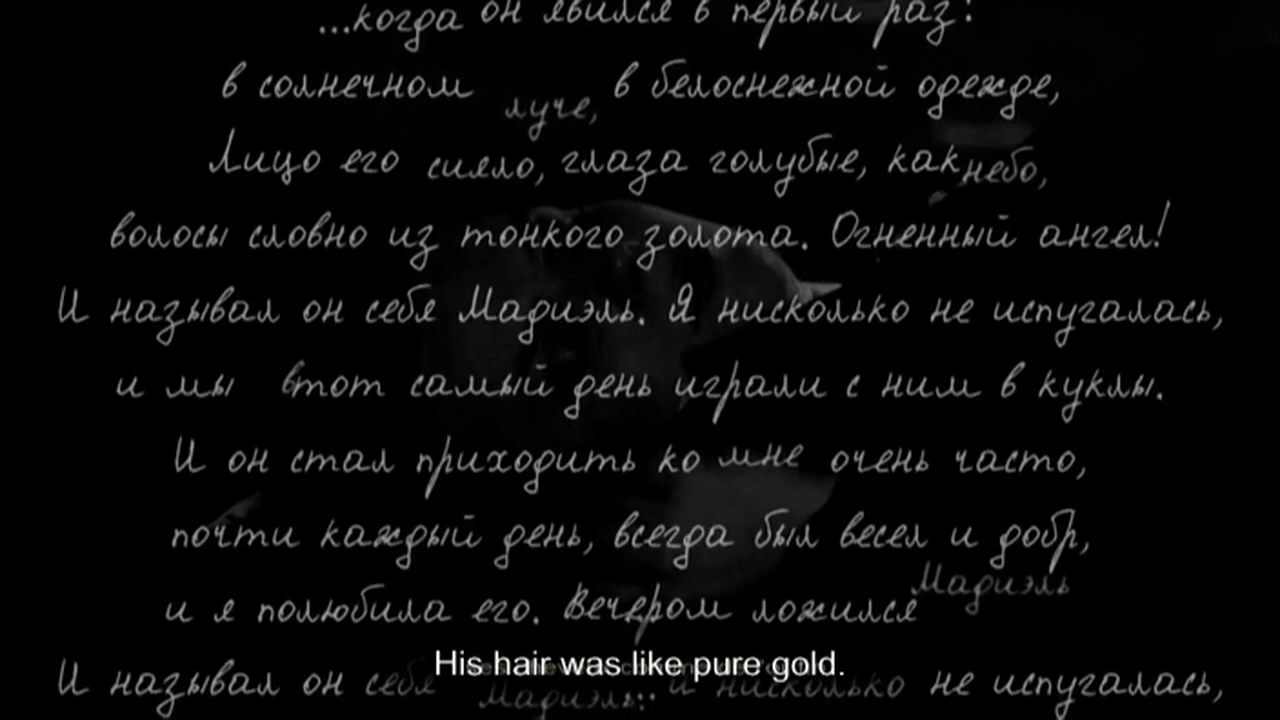 ...когда он явился в первый раз:
в солнечном луче, в белоснежной одежде,
Лицо его сияло, глаза голубые, как небо,
волосы словно из тонкого золота. Огненный ангел!
И называл он себя Мадиэль. Я нисколько не испугалась,
и мы в тот самый день играли с ним в куклы.
И он стал приходить ко мне очень часто,
почти каждый день, всегда был весел и добр,
и я полюбила его. Вечером ложился
Мадиэль
His hair was like pure gold.
И называл он себя Мадиэль: и нисколько не испугалась,